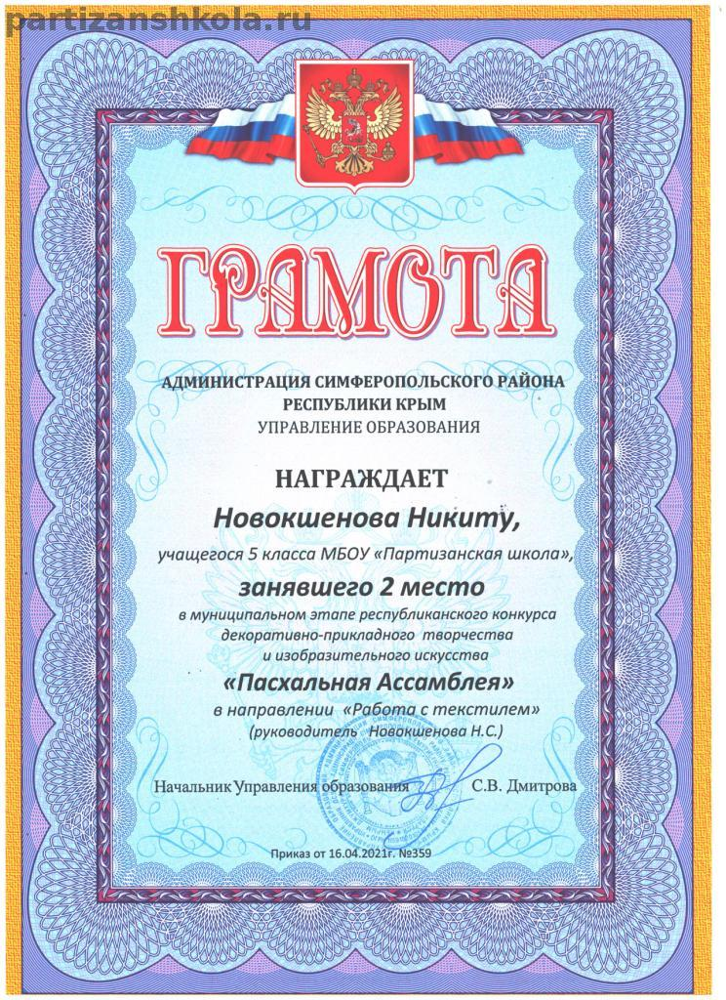 partizanshkola.ru
ГРАМОТА
АДМИНИСТРАЦИЯ СИМФЕРОПОЛЬСКОГО РАЙОНА
РЕСПУБЛИКИ КРЫМ
УПРАВЛЕНИЕ ОБРАЗОВАНИЯ
НАГРАЖДАЕТ
Новокшенова Никиту,
учащегося 5 класса МБОУ «Партизанская школа»,
занявшего 2 место
в муниципальном этапе республиканского конкурса
декоративно-прикладного творчества
и изобразительного искусства
«Пасхальная Ассамблея»
в направлении «Работа с текстилем»
(руководитель Новокшенова Н.С.)
Начальник Управления образования С.В. Дмитрова
Приказ от 16.04.2021г. №359